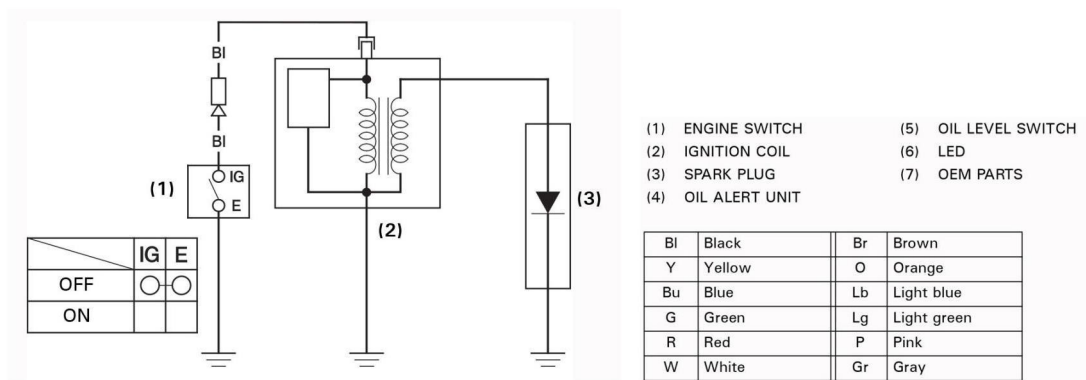 Bl
Bl
(1)
IG
E
(2)
(3)
IG E
OFF
ON
(1) ENGINE SWITCH
(2) IGNITION COIL
(3) SPARK PLUG
(4) OIL ALERT UNIT
(5) OIL LEVEL SWITCH
(6) LED
(7) OEM PARTS
Bl Black Br Brown
Y Yellow O Orange
Bu Blue Lb Light blue
G Green Lg Light green
R Red P Pink
W White Gr Gray